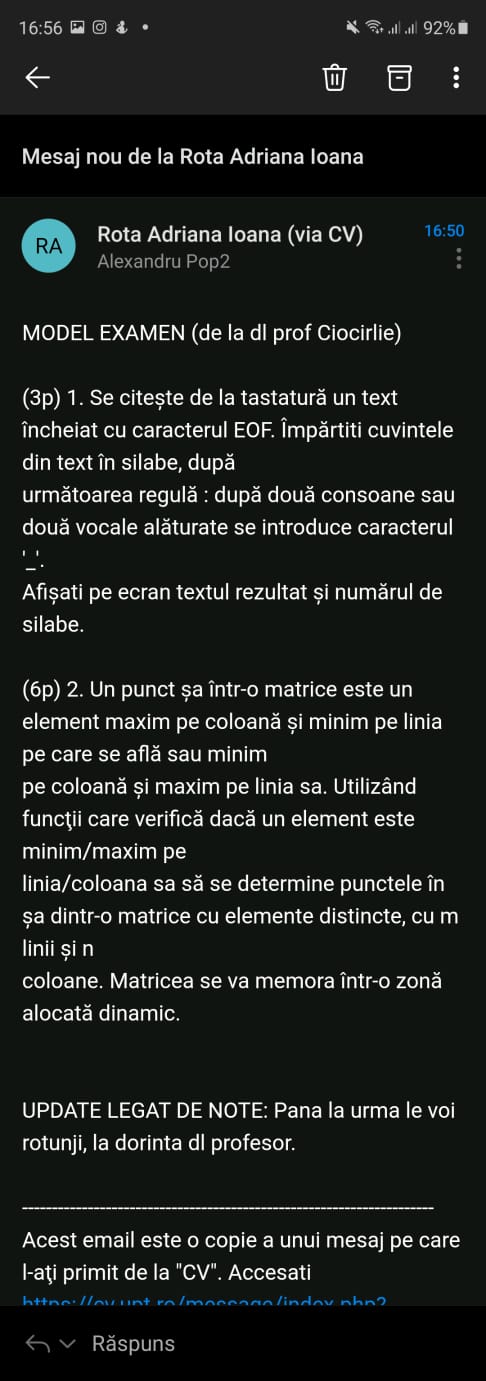 16:56
92%
Mesaj nou de la Rota Adriana Ioana
RA
Rota Adriana Ioana (via CV)
16:50
Alexandru Pop2
MODEL EXAMEN (de la dl prof Ciocirlie)
(3p) 1. Se citește de la tastatură un text
încheiat cu caracterul EOF. Împărtiti cuvintele
din text în silabe, după
următoarea regulă : după două consoane sau
două vocale alăturate se introduce caracterul
'_'.
Afișati pe ecran textul rezultat și numărul de
silabe.
(6p) 2. Un punct șa într-o matrice este un
element maxim pe coloană și minim pe linia
pe care se află sau minim
pe coloană și maxim pe linia sa. Utilizând
funcţii care verifică dacă un element este
minim/maxim pe
linia/coloana sa să se determine punctele în
șa dintr-o matrice cu elemente distincte, cu m
linii și n
coloane. Matricea se va memora într-o zonă
alocată dinamic.
UPDATE LEGAT DE NOTE: Pana la urma le voi
rotunji, la dorinta dl profesor.
---------------------------------------------------------------------
Acest email este o copie a unui mesaj pe care
l-aţi primit de la "CV". Accesati
https://cv.upt.ro/message/index.php?
Răspuns